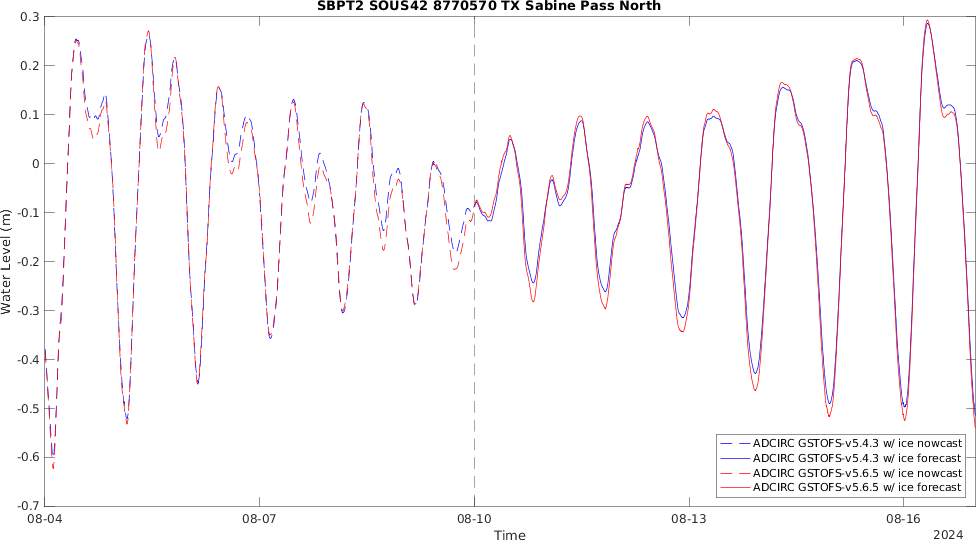 SBPT2 SOUS42 8770570 TX Sabine Pass North
0.3
0.2
0.1
0
-0.1
-0.2
-0.3
-0.4
-0.5
-0.6
-0.7
Water Level (m)
ADCIRC GSTOFS-v5.4.3 w/ ice nowcast
ADCIRC GSTOFS-v5.4.3 w/ ice forecast
ADCIRC GSTOFS-v5.6.5 w/ ice nowcast
ADCIRC GSTOFS-v5.6.5 w/ ice forecast
08-04 08-07 08-10 08-13 08-16
Time
2024